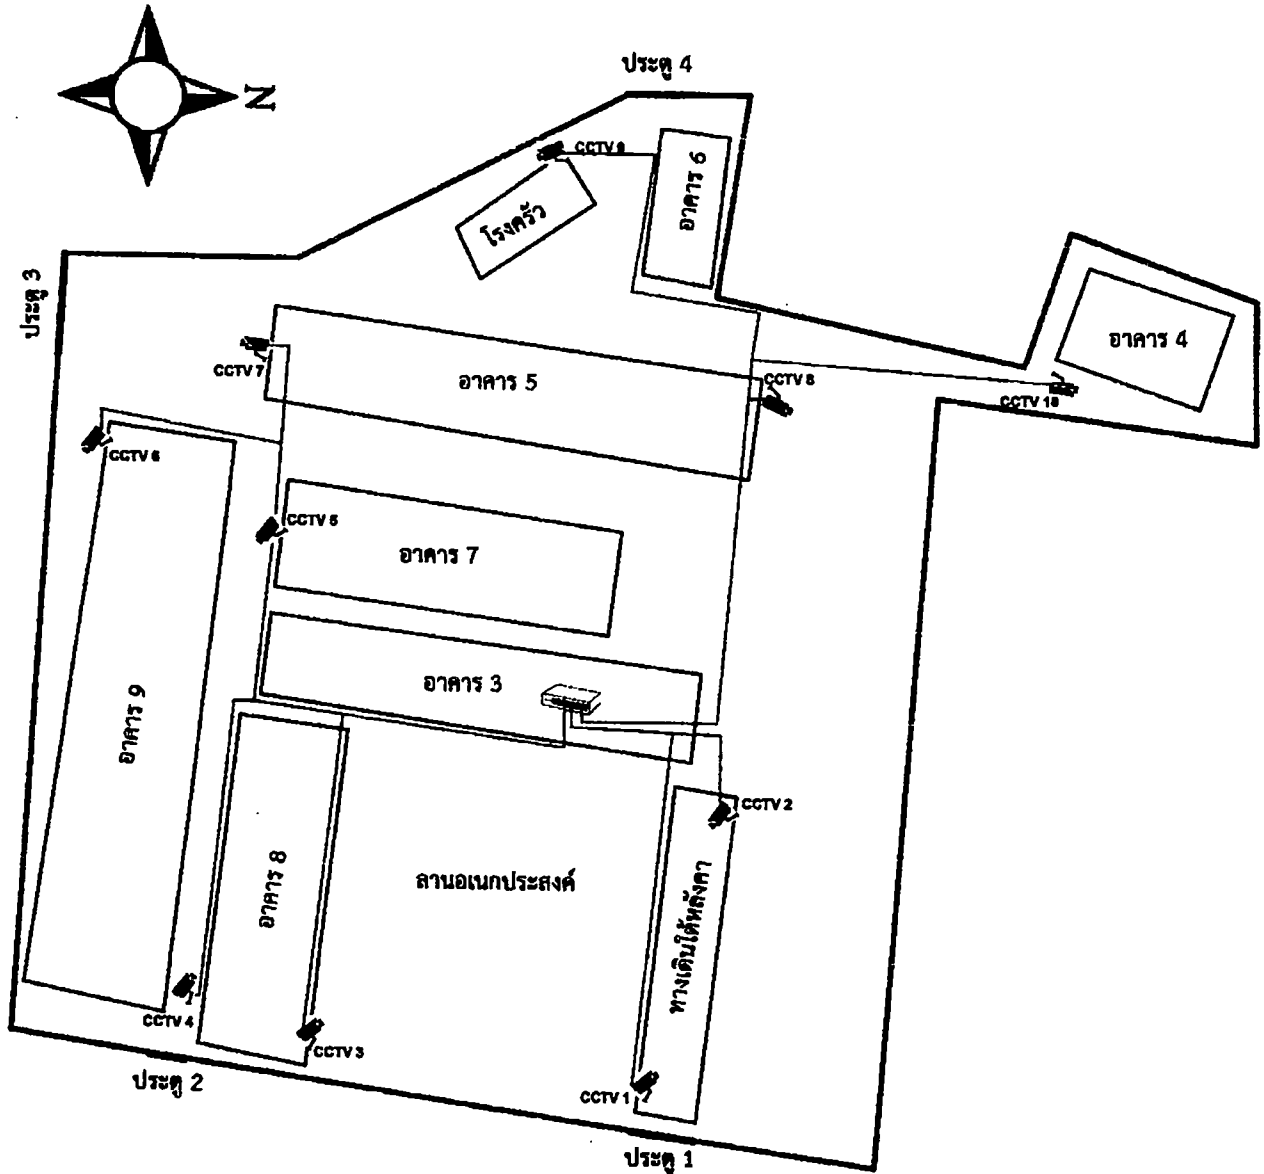 ประตู 4
N
CCTV 9
อาคาร 6
โรงครัว
ประตู 3
อาคาร 4
CCTV 7
อาคาร 5
CCTV 8
CCTV 10
CCTV 6
CCTV 5
อาคาร 7
อาคาร 3
อาคาร 9
CCTV 2
อาคาร 8
ลานอเนกประสงค์
ทางเดินใต้หลังคา
CCTV 4
CCTV 3
ประตู 2
CCTV 1
ประตู 1